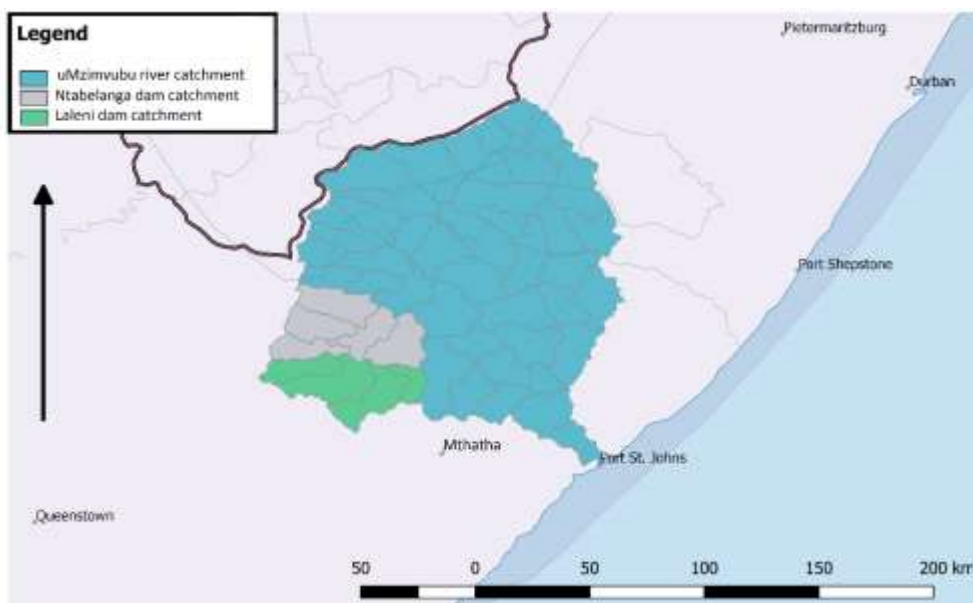 Legend
uMzimvubu river catchment
Ntabelanga dam catchment
Laleni dam catchment
Pietermaritzburg
Durban
Port Shepstone
Mthatha
Port St. Johns
Queenstown
50 0 50 100 150 200 km